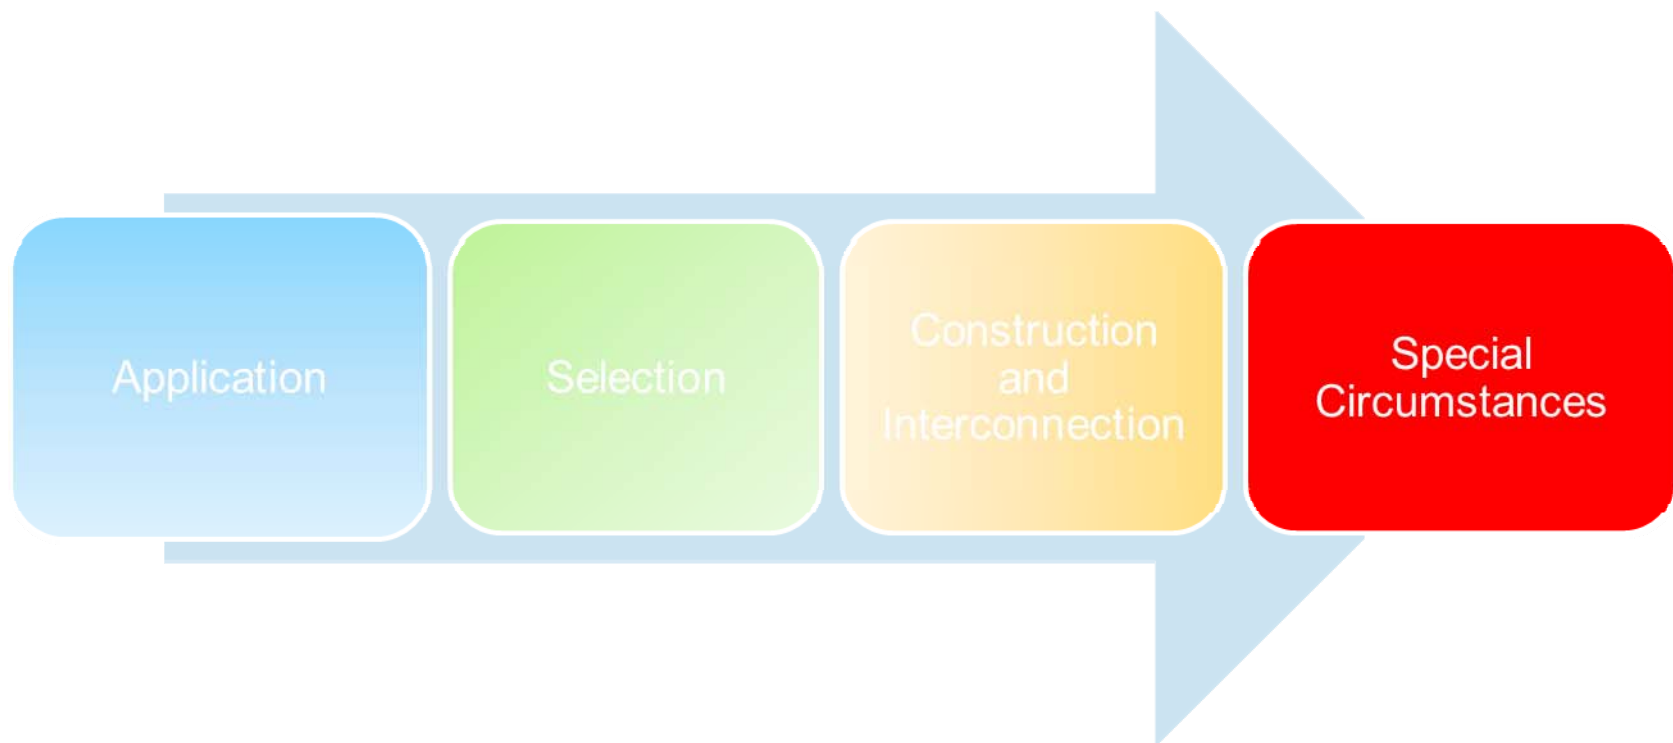 Application
Selection
Construction
and
Interconnection
Special
Circumstances